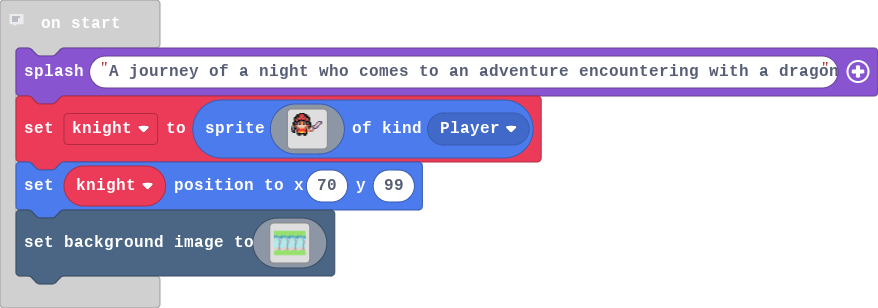 on start
splash "A journey of a night who comes to an adventure encountering with a dragon"
set knight to sprite of kind Player
set knight position to x 70 y 99
set background image to